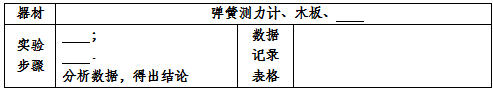 器材 弹簧测力计、木板、____
实验步骤 ____；
____.
分析数据，得出结论
数据记录表格